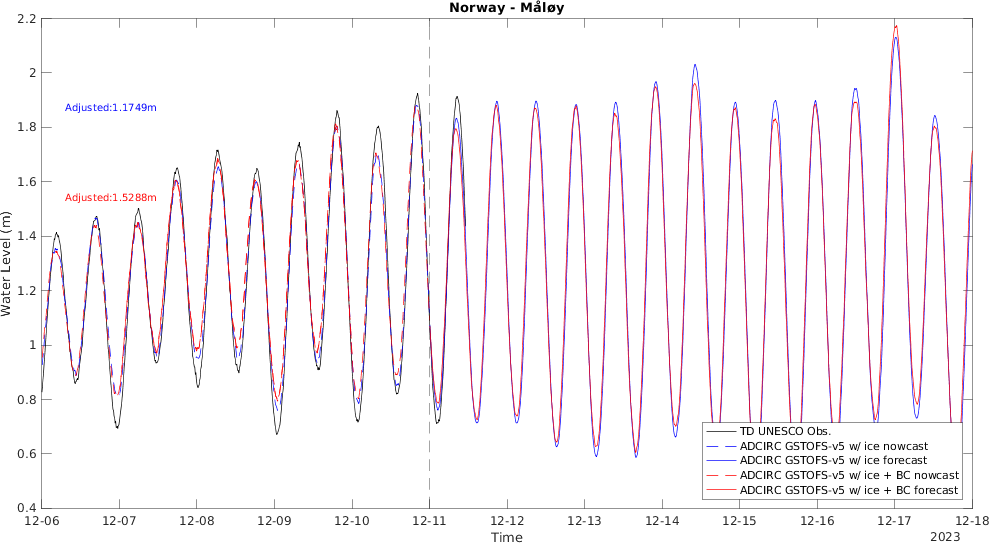 Norway - Måløy
2.2
2
1.8
1.6
1.4
1.2
1
0.8
0.6
0.4
Water Level (m)
Adjusted:1.1749m
Adjusted:1.5288m
TD UNESCO Obs.
ADCIRC GSTOFS-v5 w/ ice nowcast
ADCIRC GSTOFS-v5 w/ ice forecast
ADCIRC GSTOFS-v5 w/ ice + BC nowcast
ADCIRC GSTOFS-v5 w/ ice + BC forecast
12-06 12-07 12-08 12-09 12-10 12-11 12-12 12-13 12-14 12-15 12-16 12-17 12-18
Time
2023